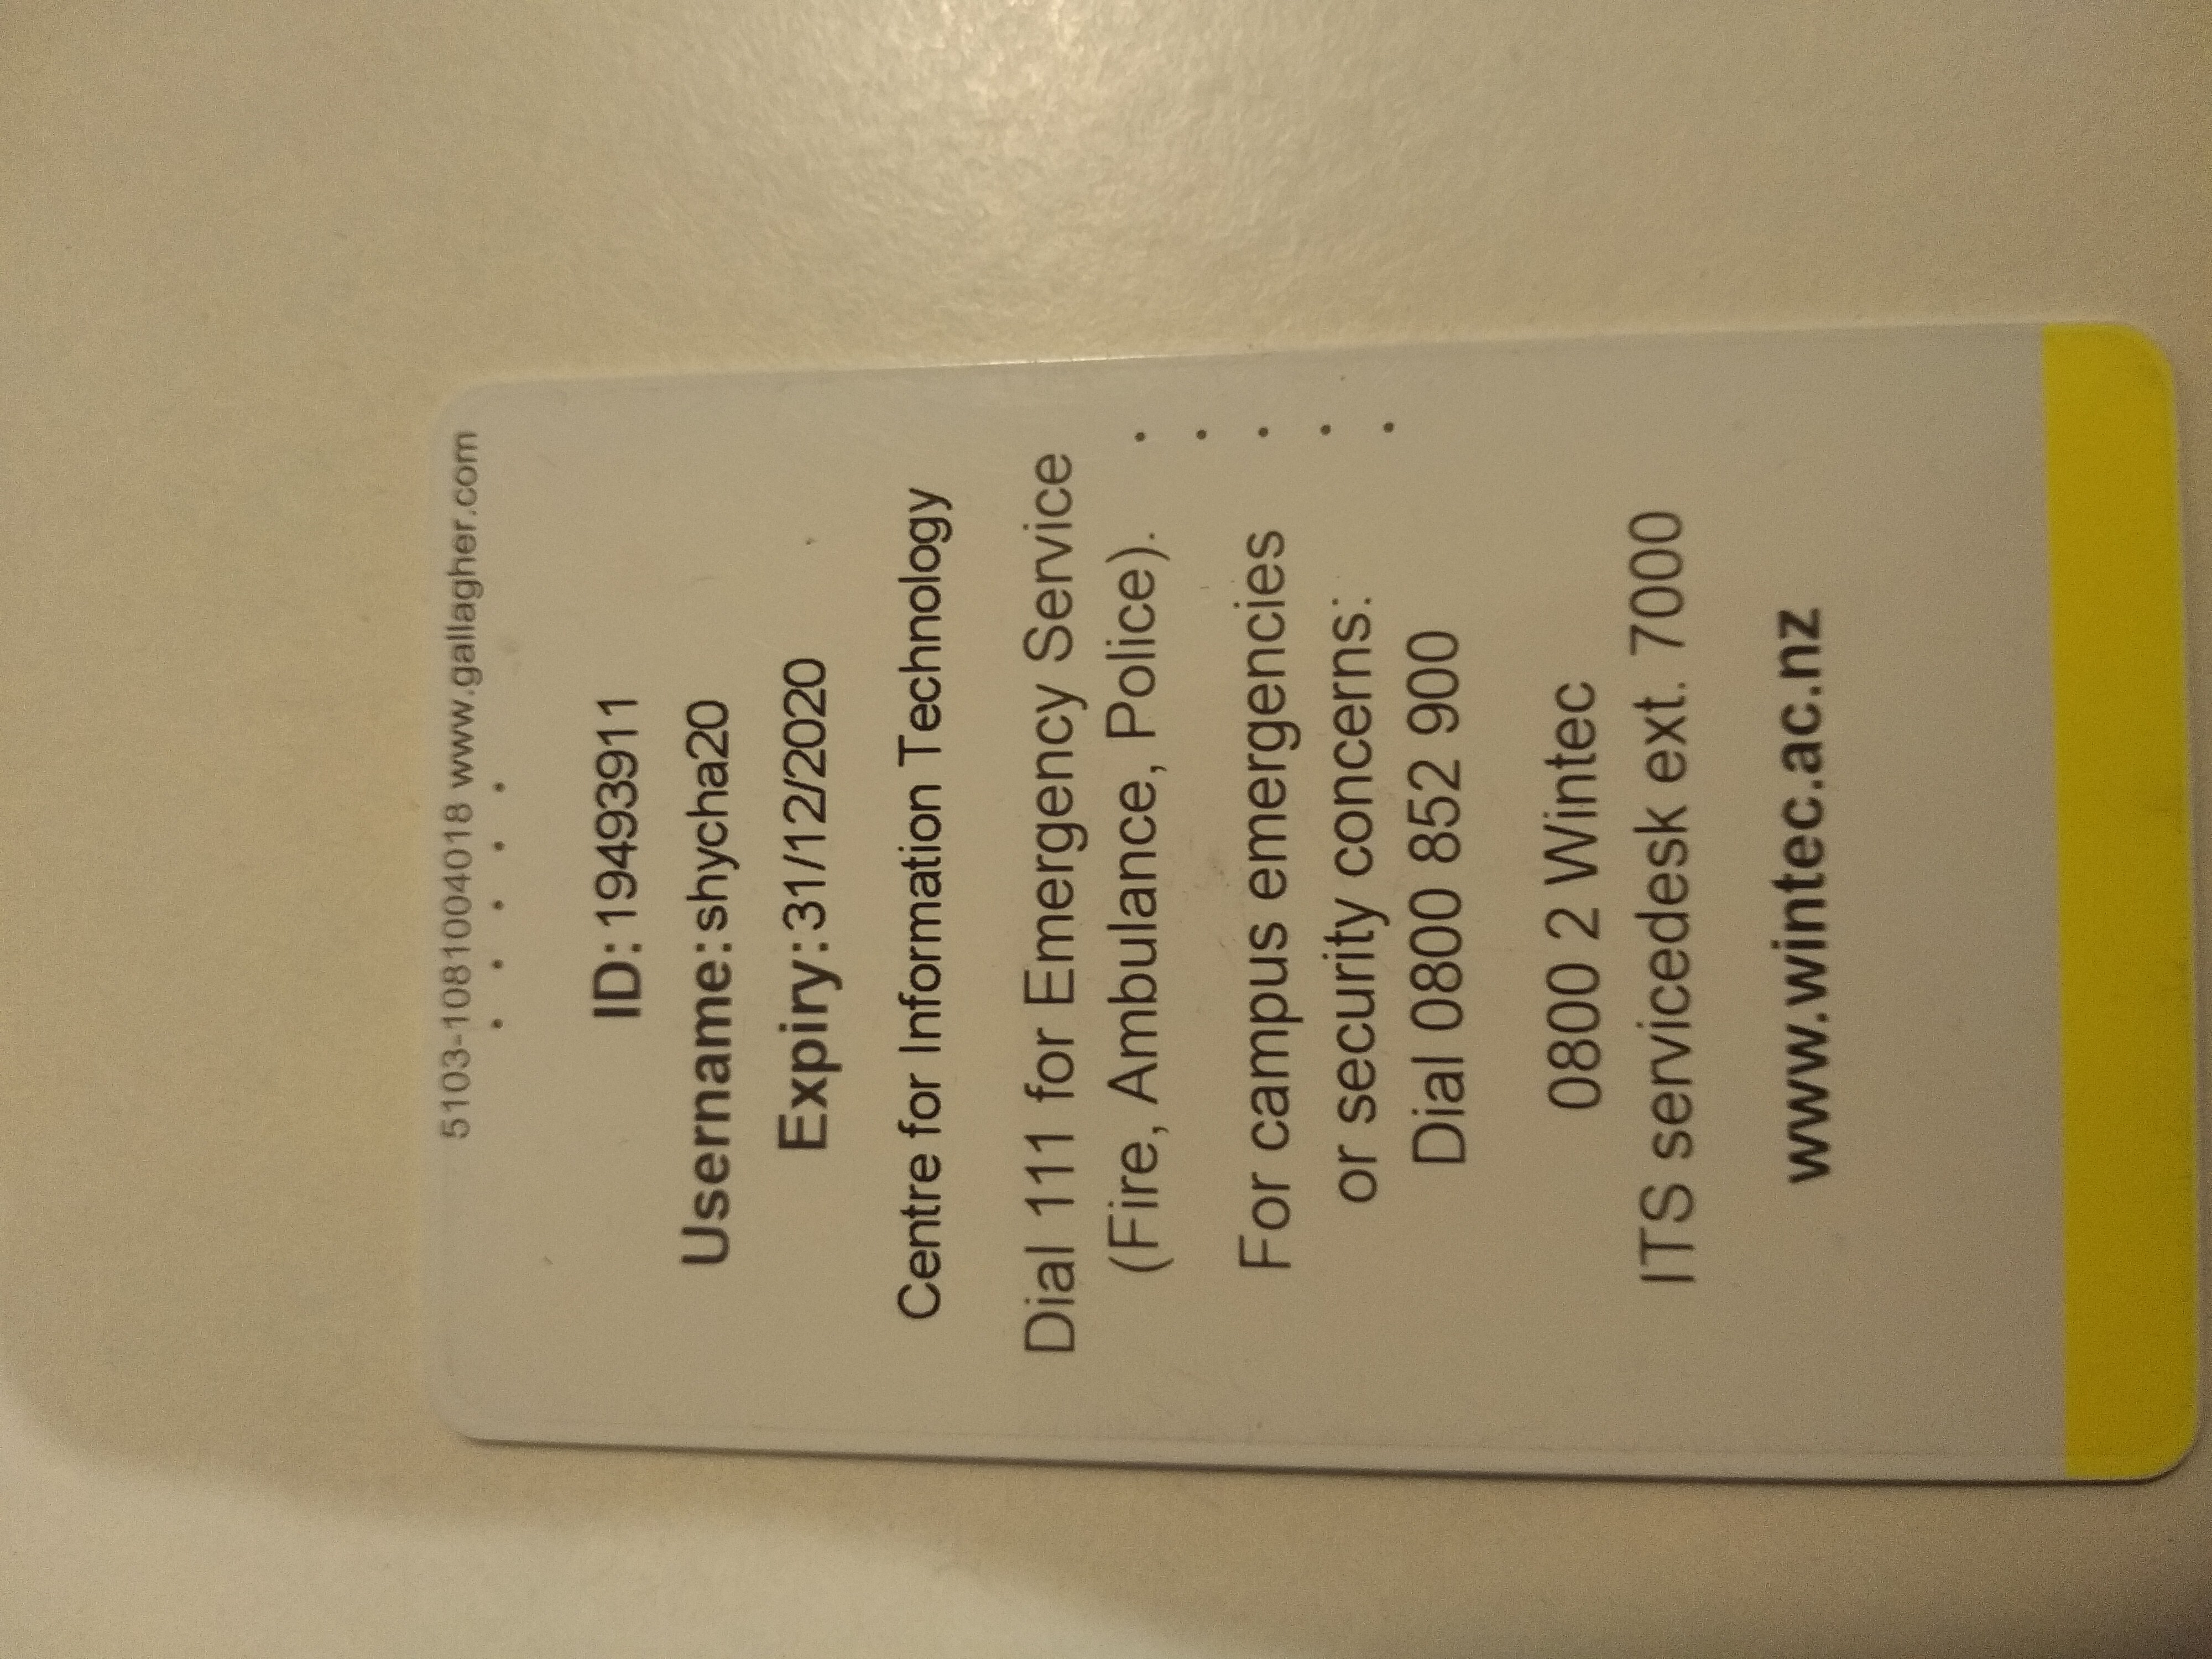 5103-1081004018 www.gallagher.com
ID: 19493911
Username: shycha20
Expiry: 31/12/2020
Centre for Information Technology
Dial 111 for Emergency Service
(Fire, Ambulance, Police).
For campus emergencies
or security concerns:
Dial 0800 852 900
0800 2 Wintec
ITS servicedesk ext. 7000
www.wintec.ac.nz